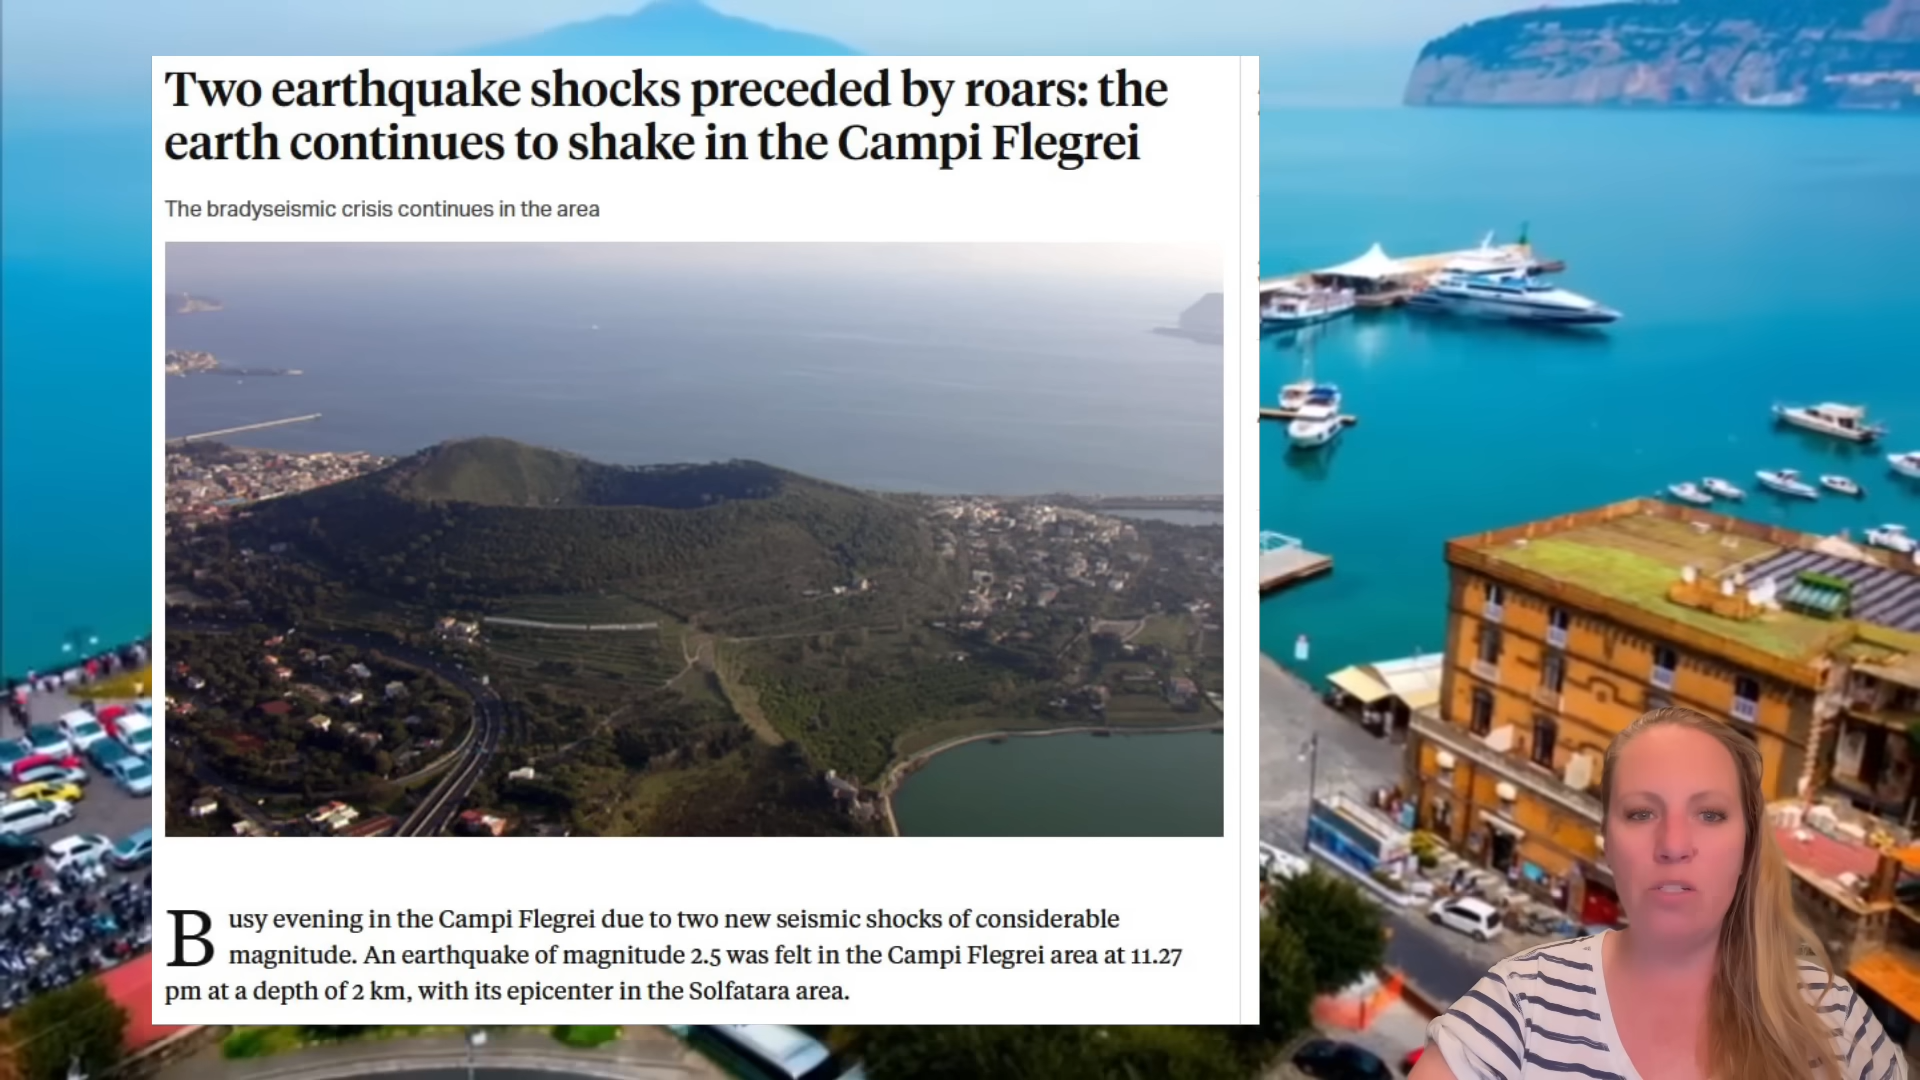 Two earthquake shocks preceded by roars: the
earth continues to shake in the Campi Flegrei
The bradyseismic crisis continues in the area
Busy evening in the Campi Flegrei due to two new seismic shocks of considerable
magnitude. An earthquake of magnitude 2.5 was felt in the Campi Flegrei area at 11.27
pm at a depth of 2 km, with its epicenter in the Solfatara area.